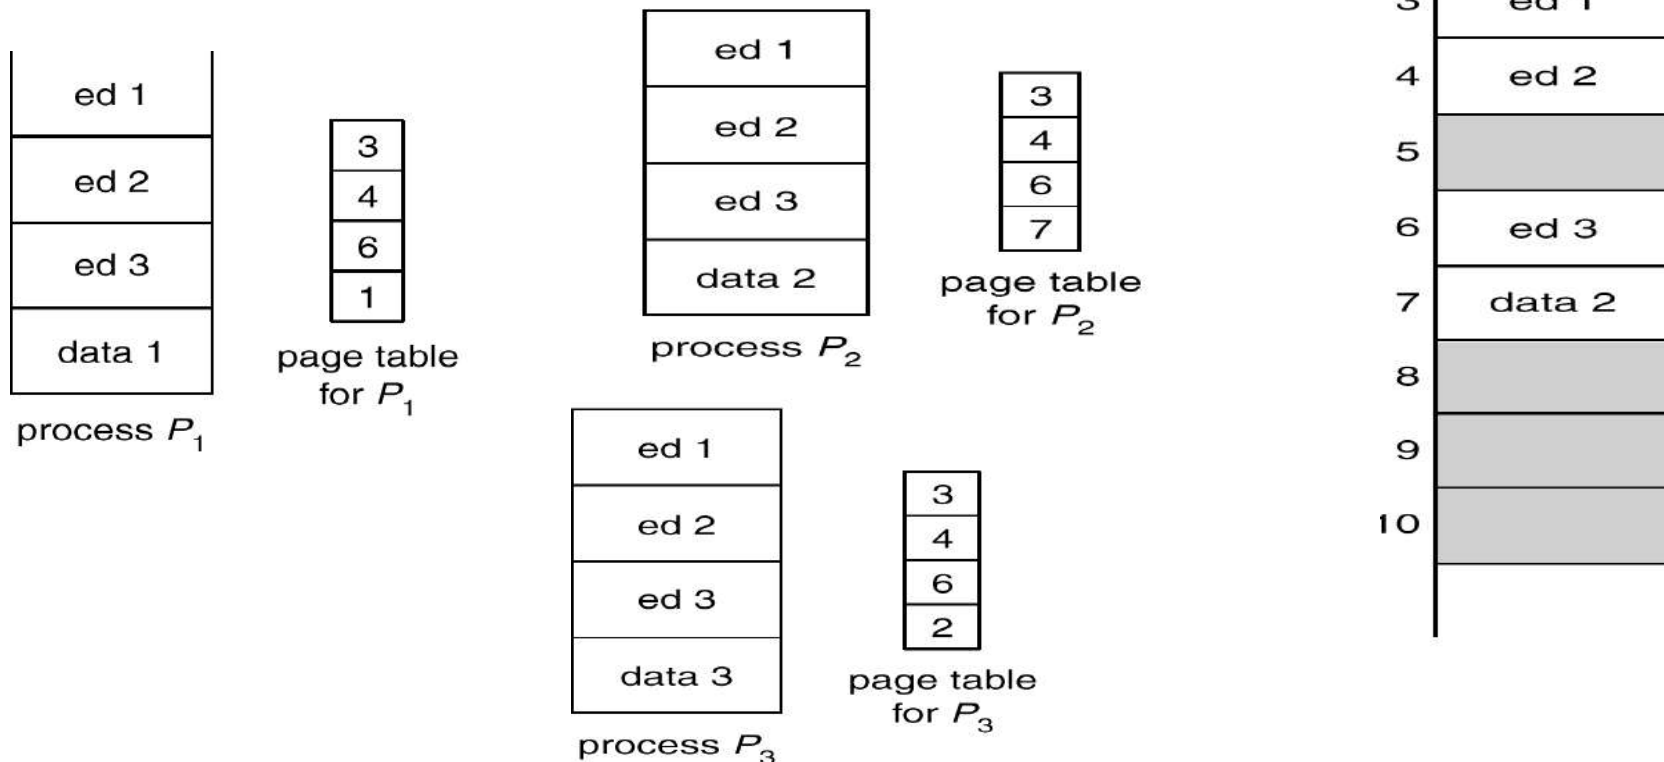 ed 1
ed 2
ed 3
data 1
process P1
3
4
6
1
page table
for P1
ed 1
ed 2
ed 3
data 2
process P2
3
4
6
7
page table
for P2
ed 1
ed 2
ed 3
data 3
process P3
3
4
6
2
page table
for P3
3 ed 1
4 ed 2
5
6 ed 3
7 data 2
8
9
10